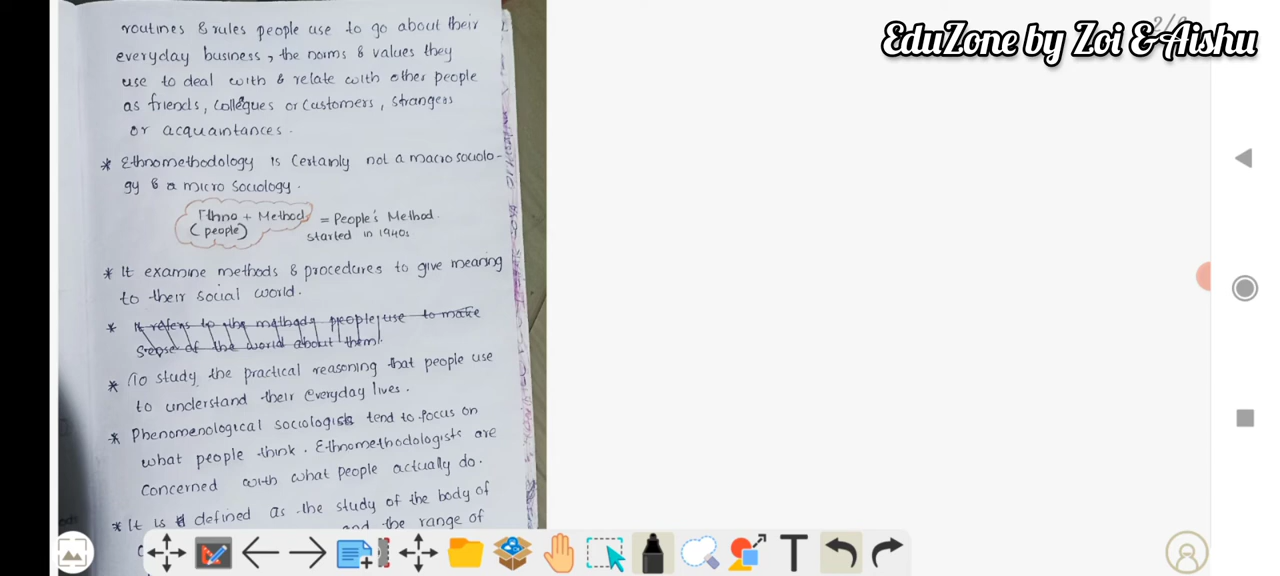 EduZone by Zoi & Aishu
routines & rules people use to go about their
everyday business, the norms & values they
use to deal with & relate with other people
as friends, collegues or customers, strangers
or acquaintances.
* Ethnomethodology is certainly not a macro sociolo-
gy & a micro sociology.
Ethno + Method = People's Method.
(people) started in 1940s
* It examine methods & procedures to give meaning
to their social world.
* It refers to the methods people use to make
sense of the world about them.
* To study the practical reasoning that people use
to understand their everyday lives.
* Phenomenological sociologists tend to focus on
what people think. Ethnomethodologists are
concerned with what people actually do.
* It is defined as the study of the body of
and the range of
T